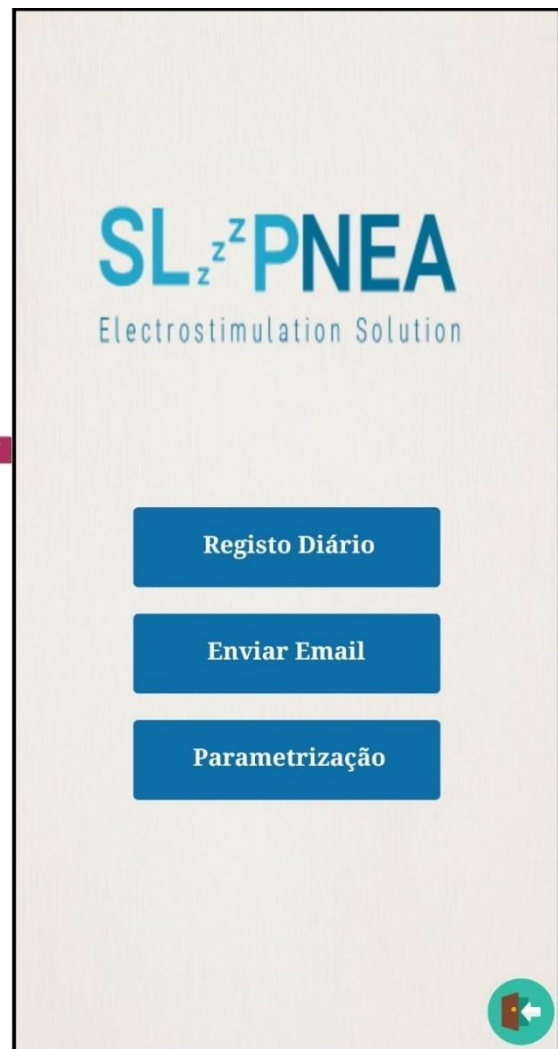 SLzzzPNEA
Electrostimulation Solution
Registo Diário
Enviar Email
Parametrização